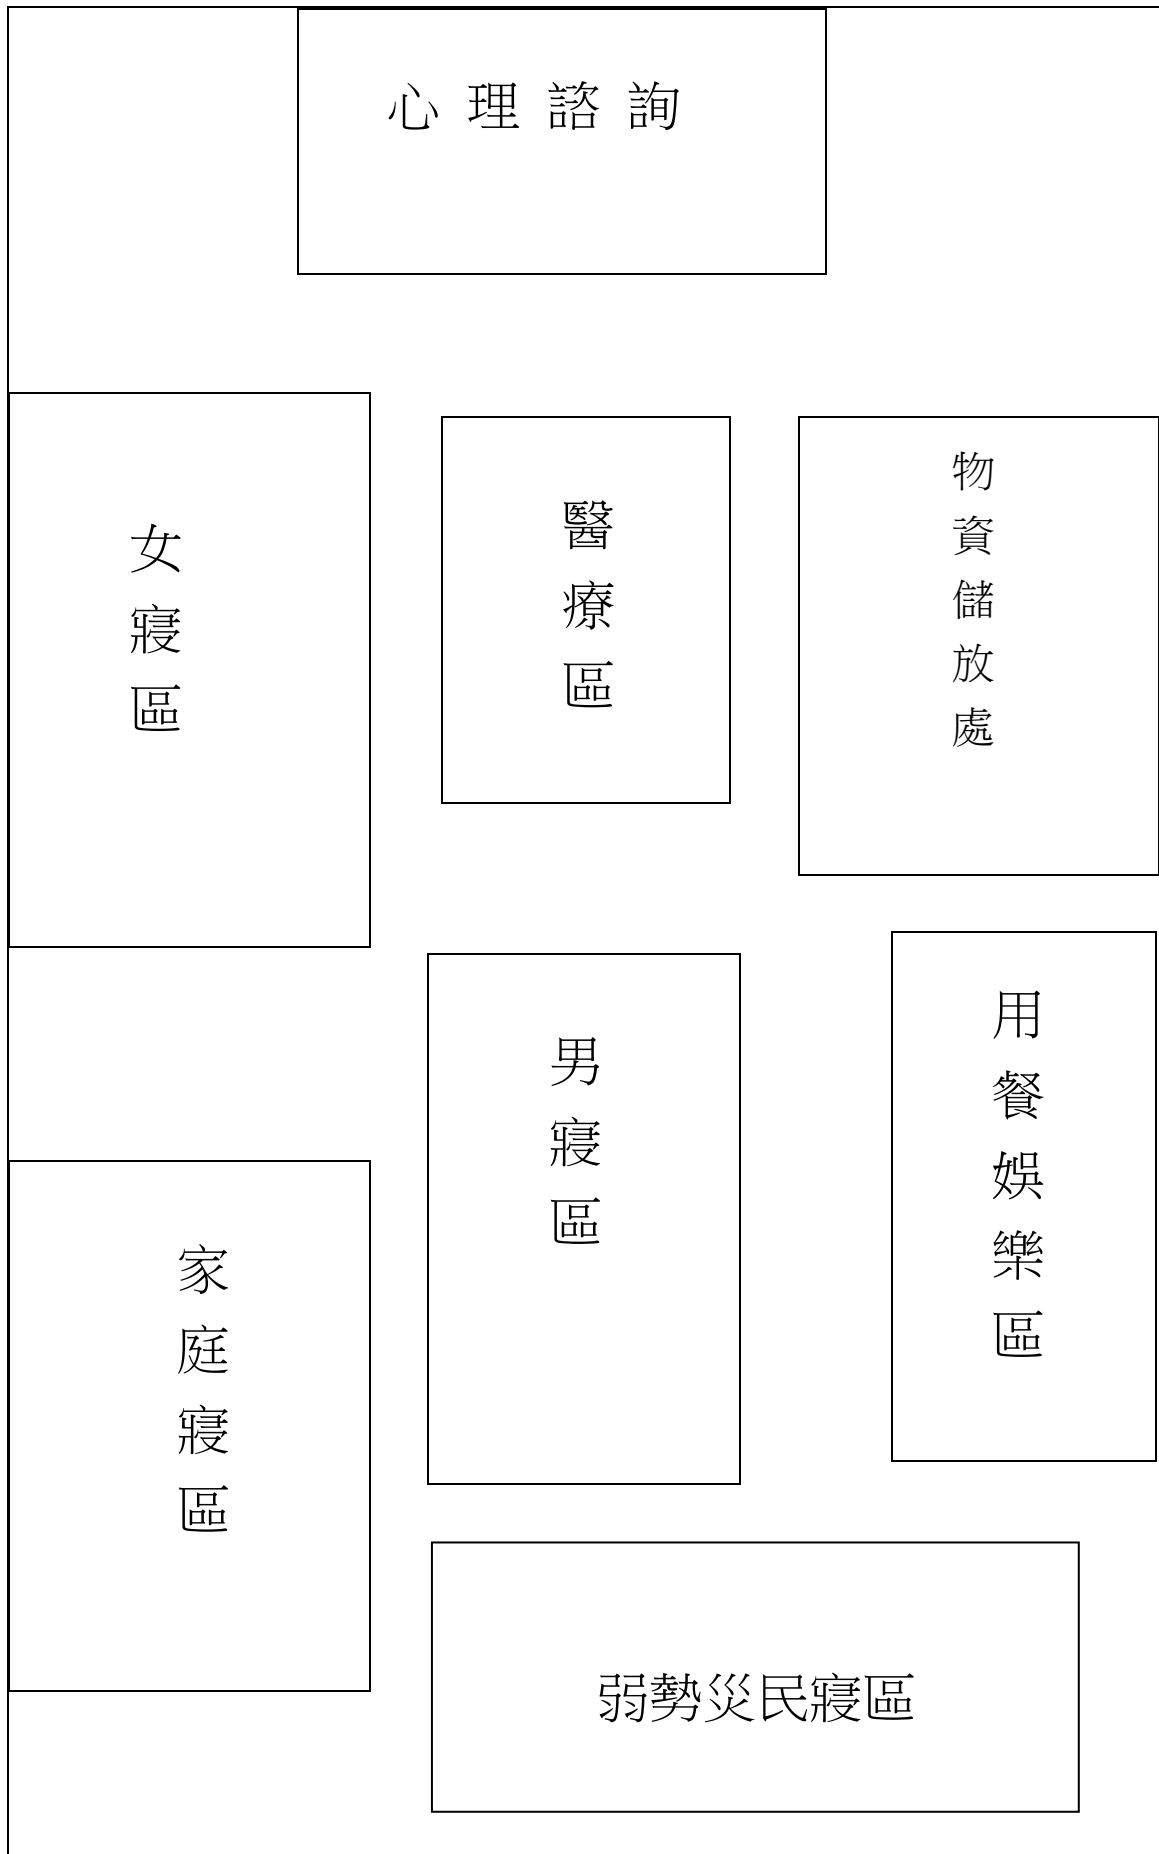 心理諮詢
女寢區
醫療區
物資儲放處
男寢區
用餐娛樂區
家庭寢區
弱勢災民寢區